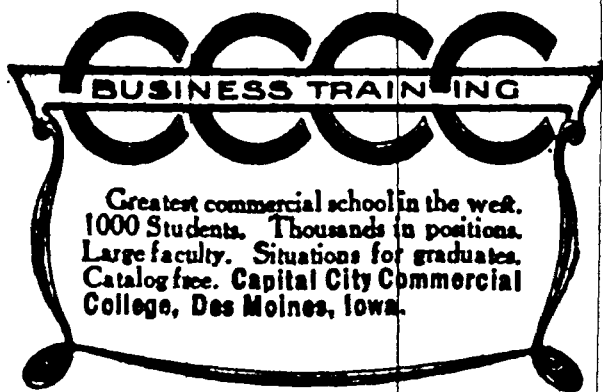 CCCC
BUSINESS TRAINING
Greatest commercial school in the west.
1000 Students. Thousands in positions.
Large faculty. Situations for graduates.
Catalog free. Capital City Commercial
College, Des Moines, Iowa.